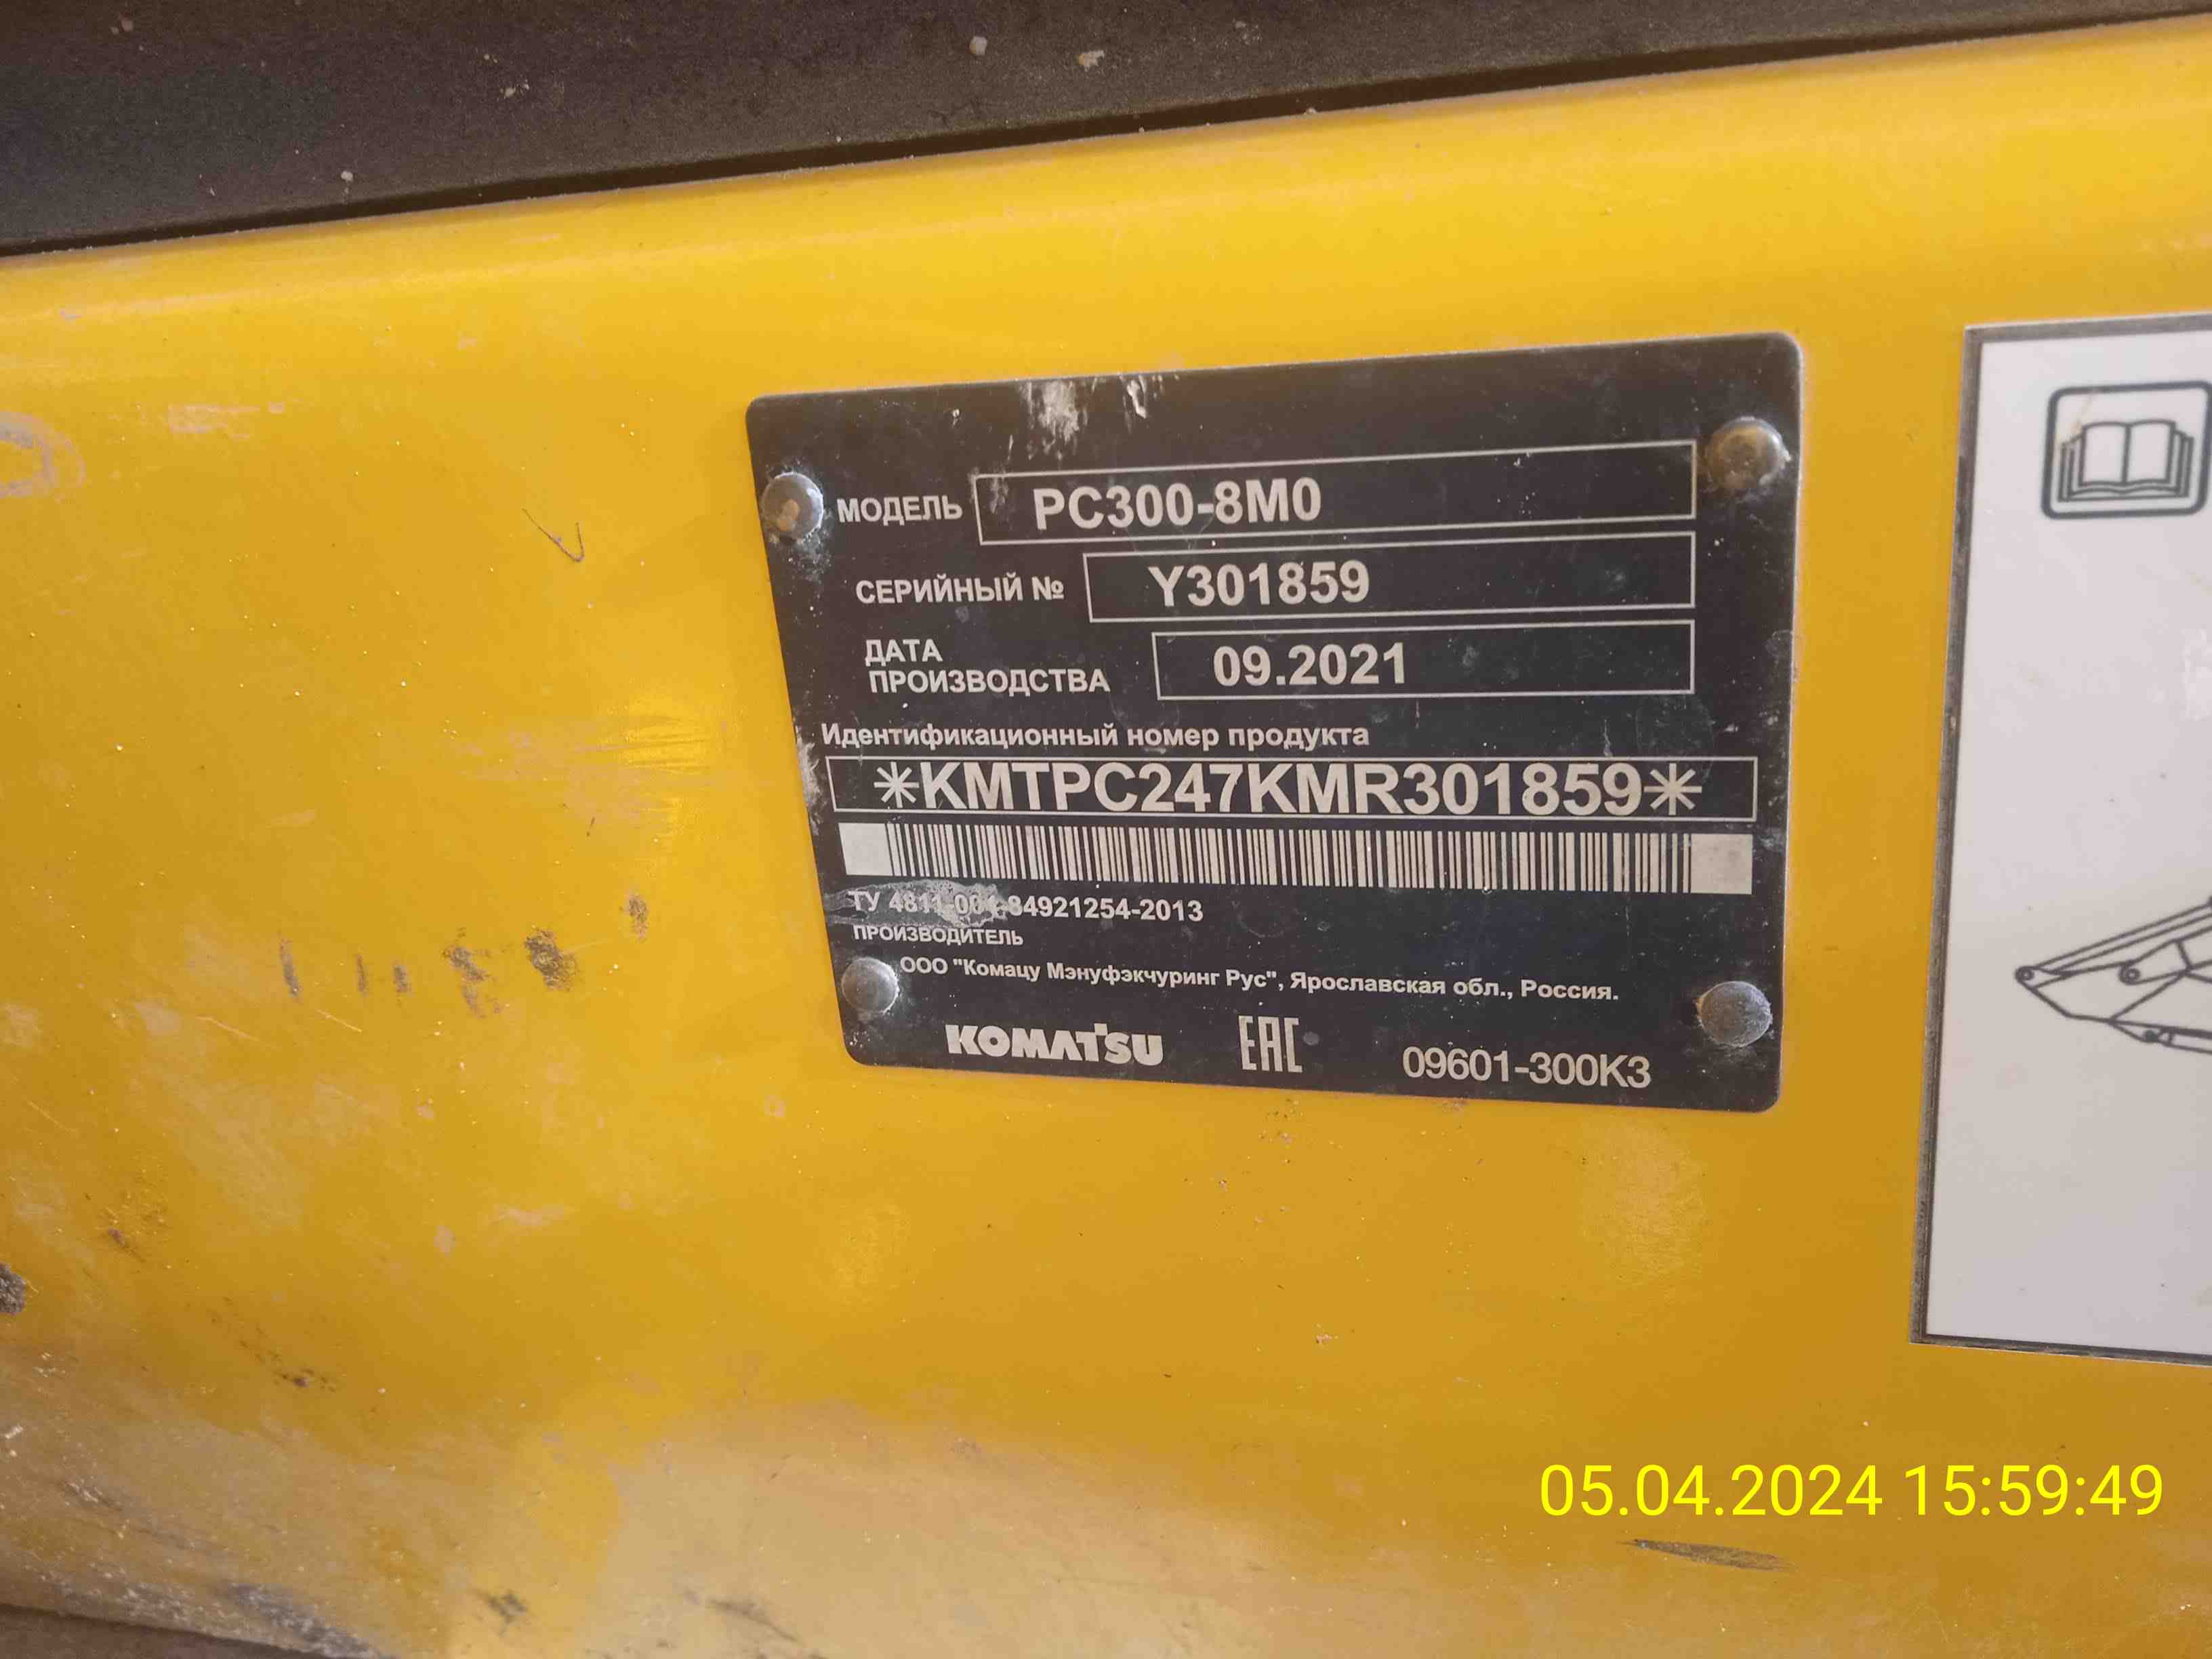 МОДЕЛЬ PC300-8M0
СЕРИЙНЫЙ № Y301859
ДАТА
ПРОИЗВОДСТВА 09.2021
Идентификационный номер продукта
*KMTPC247KMR301859*
ТУ 4811-001-84921254-2013
ПРОИЗВОДИТЕЛЬ
ООО "Комацу Мэнуфэкчуринг Рус", Ярославская обл., Россия.
KOMATSU EAC 09601-300K3
05.04.2024 15:59:49